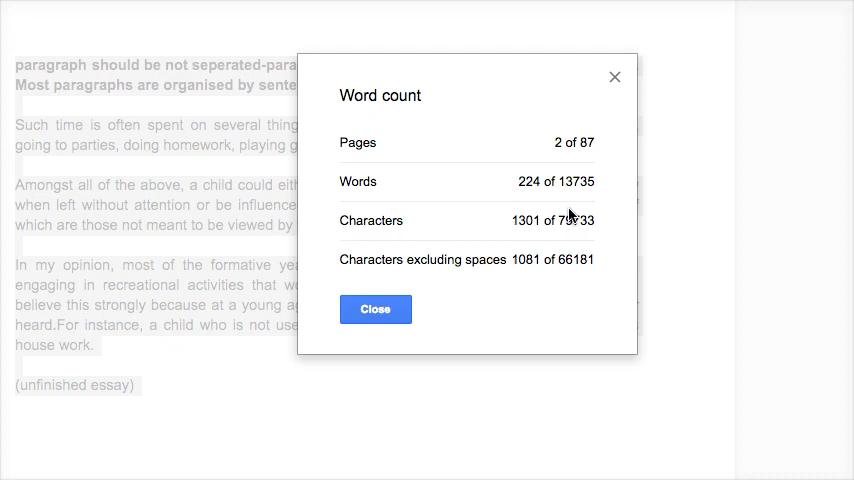 paragraph should be not seperated-para
Most paragraphs are organised by sente
Such time is often spent on several thing
going to parties, doing homework, playing g
Amongst all of the above, a child could eith
when left without attention or be influence
which are those not meant to be viewed by
In my opinion, most of the formative yea
engaging in recreational activities that wo
believe this strongly because at a young ag
heard.For instance, a child who is not use
house work.
(unfinished essay)
Word count
Pages 2 of 87
Words 224 of 13735
Characters 1301 of
Characters excluding spaces 1081 of 66181
Close